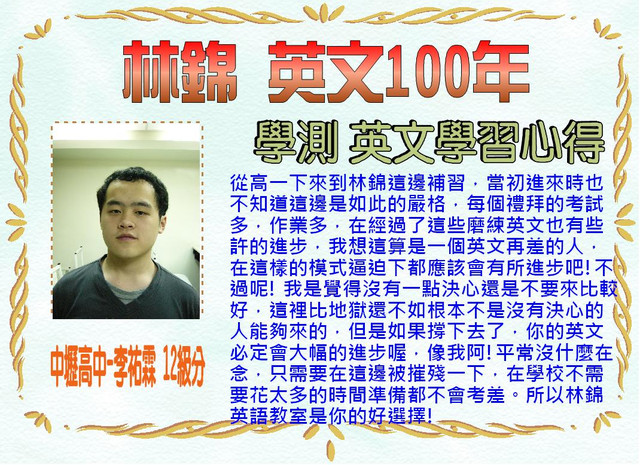 林錦 英文100年
學測 英文學習心得
從高一下來到林錦這邊補習，當初進來時也
不知道這邊是如此的嚴格，每個禮拜的考試
多，作業多，在經過了這些磨練英文也有些
許的進步，我想這算是一個英文再差的人，
在這樣的模式逼迫下都應該會有所進步吧! 不
過呢! 我是覺得沒有一點決心還是不要來比較
好，這裡比地獄還不如根本不是沒有決心的
人能夠來的，但是如果撐下去了，你的英文
必定會大幅的進步喔，像我阿! 平常沒什麼在
念，只需要在這邊被摧殘一下，在學校不需
要花太多的時間準備都不會考差。所以林錦
英語教室是你的好選擇!
中壢高中-李祐霖 12級分